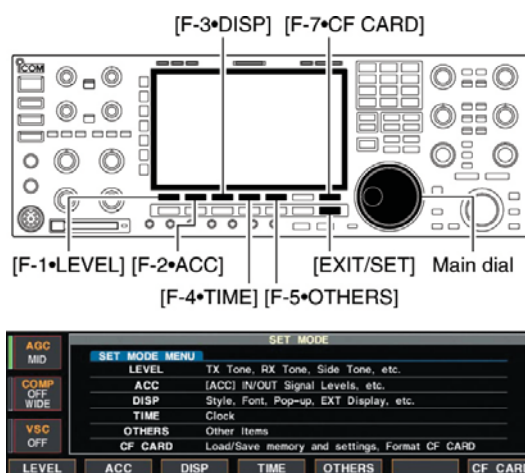 [F-3•DISP] [F-7•CF CARD]
ICOM
[F-1•LEVEL] [F-2•ACC] [EXIT/SET] Main dial
[F-4•TIME] [F-5•OTHERS]
SET MODE
AGC
MID
SET MODE MENU
LEVEL TX Tone, RX Tone, Side Tone, etc.
COMP
OFF
WIDE
ACC [ACC] IN/OUT Signal Levels, etc.
DISP Style, Font, Pop-up, EXT Display, etc.
TIME Clock
VSC
OFF
OTHERS Other Items
CF CARD Load/Save memory and settings, Format CF CARD
LEVEL ACC DISP TIME OTHERS CF CARD